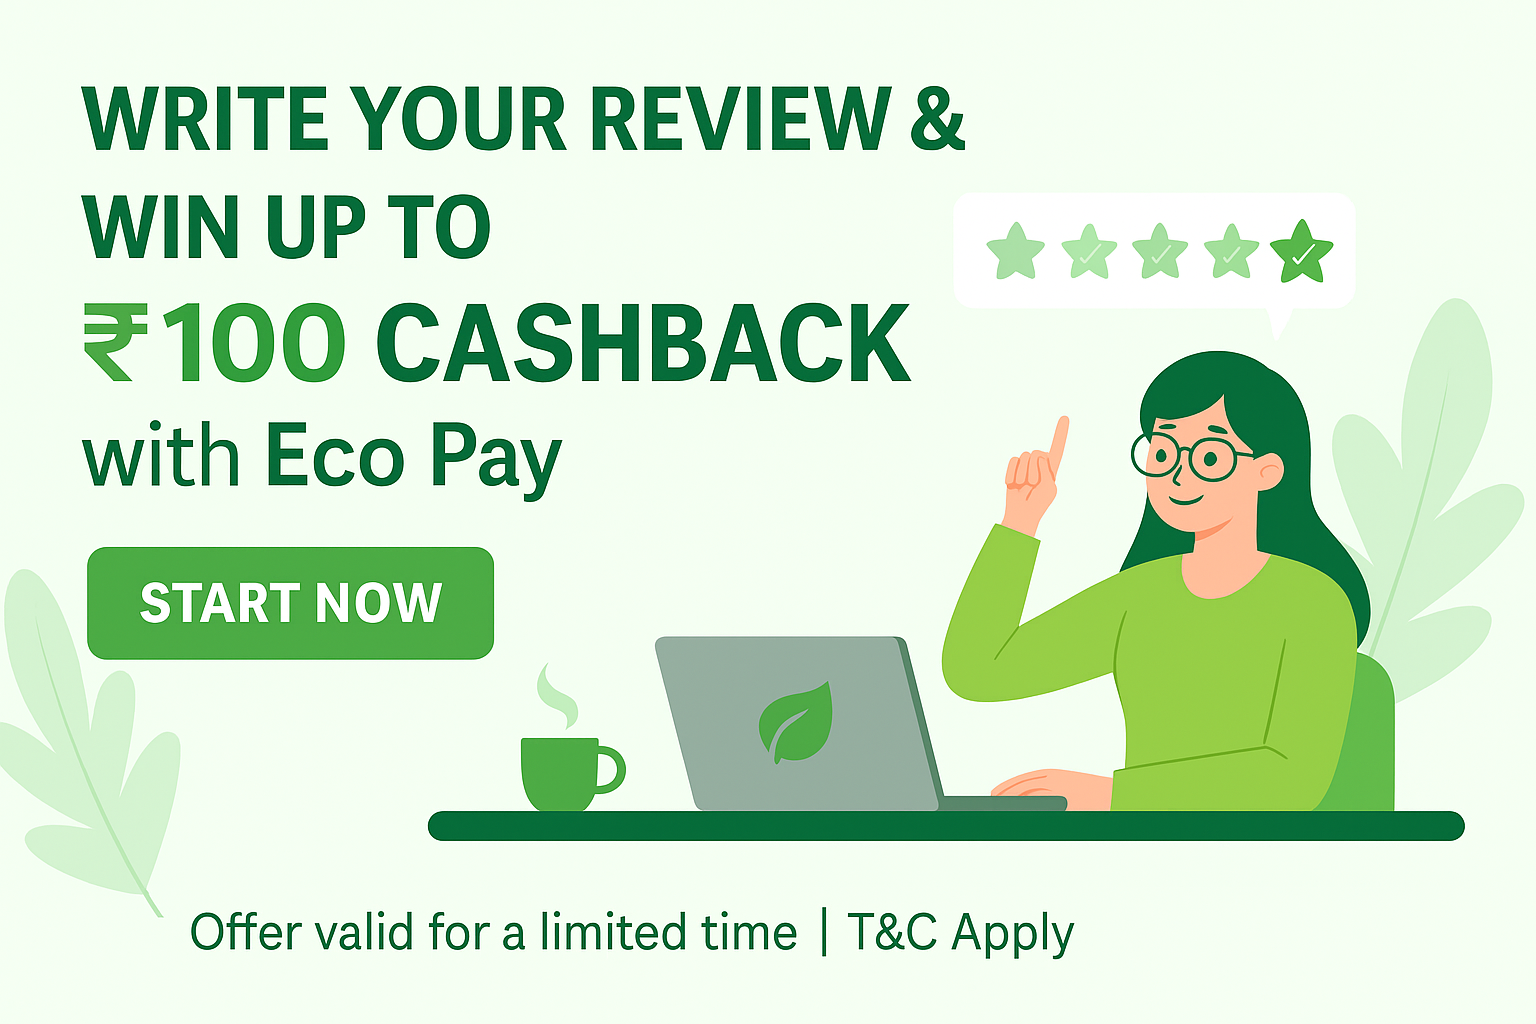 WRITE YOUR REVIEW &
WIN UP TO
₹100 CASHBACK
with Eco Pay
START NOW
Offer valid for a limited time | T&C Apply